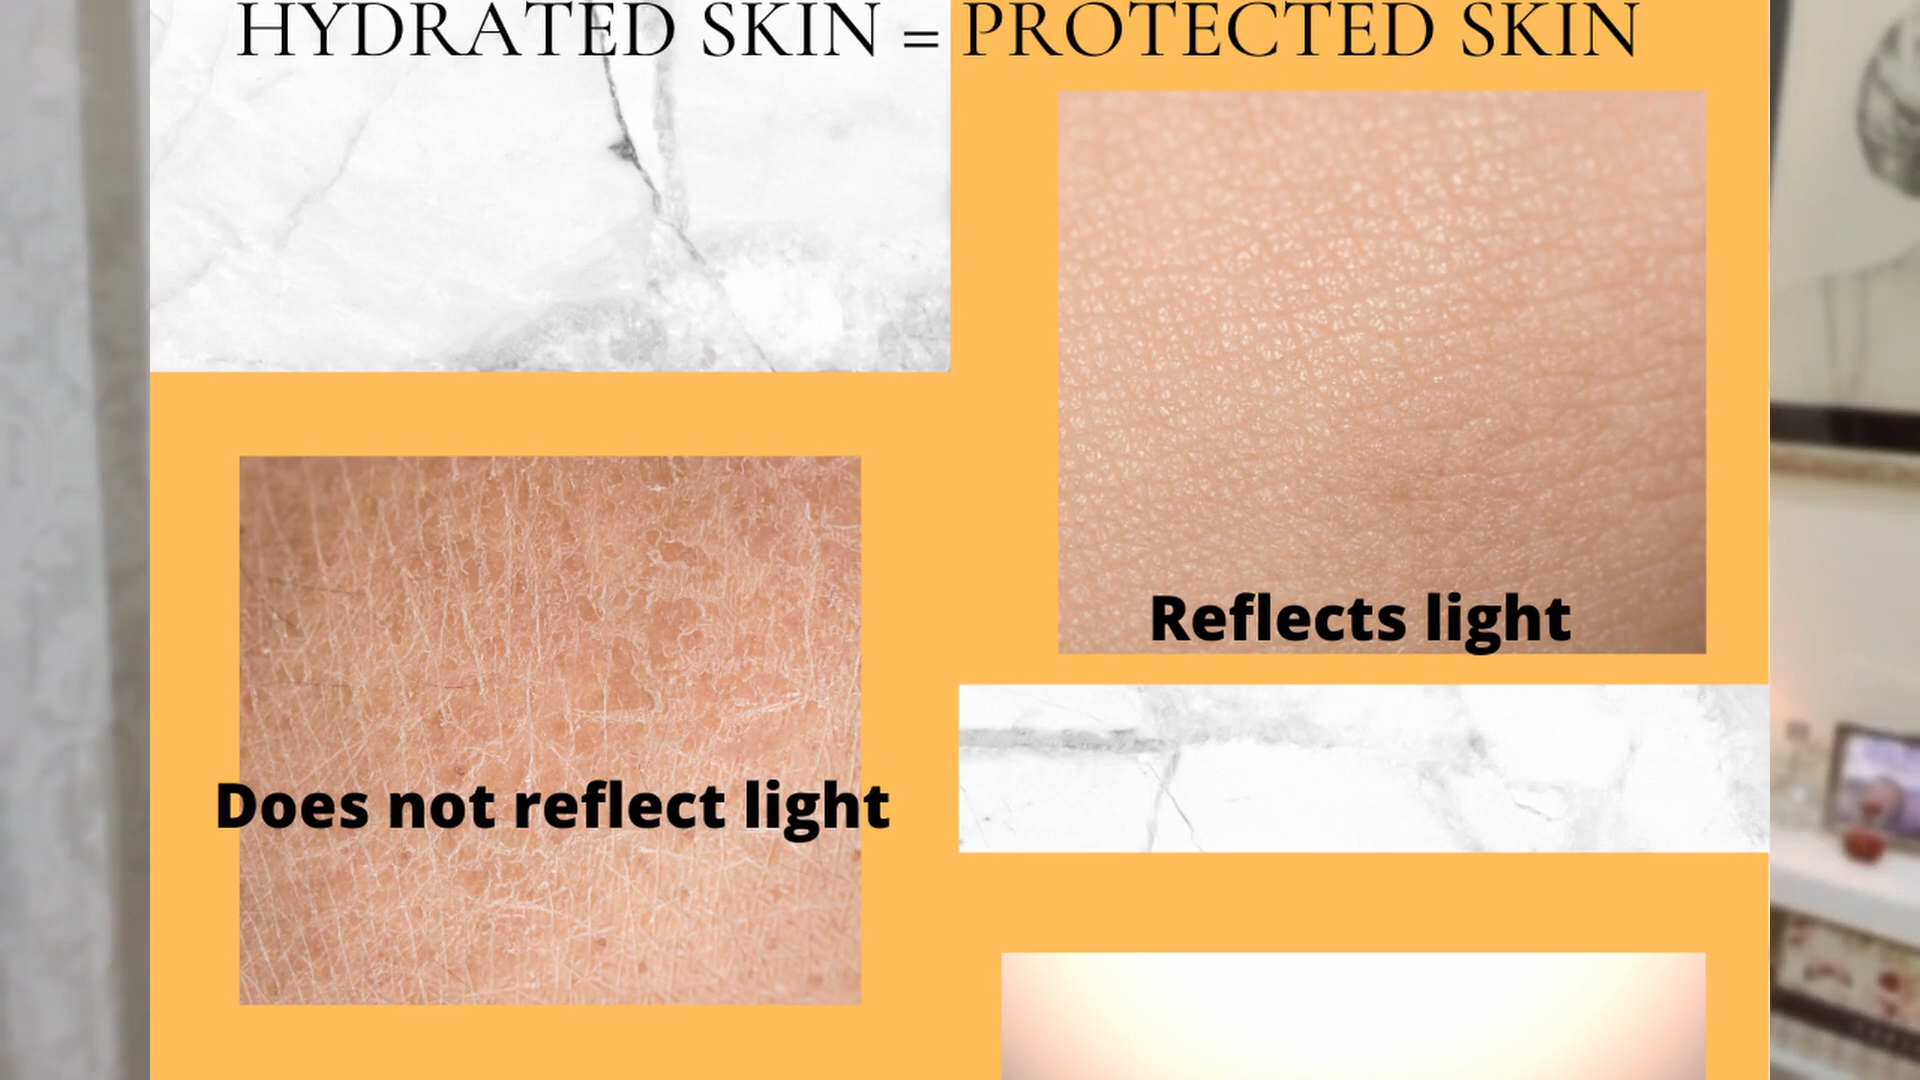 HYDRATED SKIN = PROTECTED SKIN
Reflects light
Does not reflect light